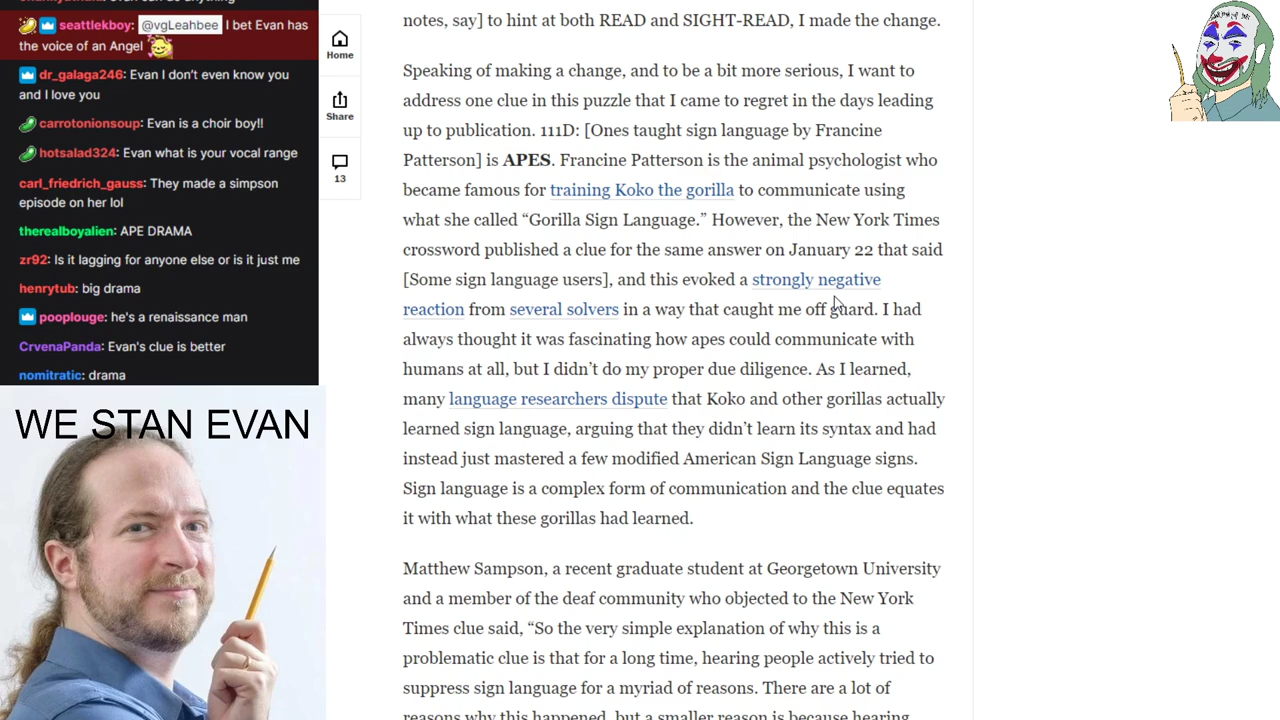 seattlekboy: @vgLeahbee I bet Evan has
the voice of an Angel
dr_galaga246: Evan I don't even know you
and I love you
carrotonionsoup: Evan is a choir boy!!
hotsalad324: Evan what is your vocal range
carl_friedrich_gauss: They made a simpson
episode on her lol
therealboyalien: APE DRAMA
zr92: Is it lagging for anyone else or is it just me
henrytub: big drama
pooplouge: he's a renaissance man
CrvenaPanda: Evan's clue is better
nomitratic: drama
WE STAN EVAN
Home
Share
13
notes, say] to hint at both READ and SIGHT-READ, I made the change.
Speaking of making a change, and to be a bit more serious, I want to
address one clue in this puzzle that I came to regret in the days leading
up to publication. 111D: [Ones taught sign language by Francine
Patterson] is APES. Francine Patterson is the animal psychologist who
became famous for training Koko the gorilla to communicate using
what she called “Gorilla Sign Language.” However, the New York Times
crossword published a clue for the same answer on January 22 that said
[Some sign language users], and this evoked a strongly negative
reaction from several solvers in a way that caught me off guard. I had
always thought it was fascinating how apes could communicate with
humans at all, but I didn’t do my proper due diligence. As I learned,
many language researchers dispute that Koko and other gorillas actually
learned sign language, arguing that they didn’t learn its syntax and had
instead just mastered a few modified American Sign Language signs.
Sign language is a complex form of communication and the clue equates
it with what these gorillas had learned.
Matthew Sampson, a recent graduate student at Georgetown University
and a member of the deaf community who objected to the New York
Times clue said, “So the very simple explanation of why this is a
problematic clue is that for a long time, hearing people actively tried to
suppress sign language for a myriad of reasons. There are a lot of
reasons why this happened, but a smaller reason is because hearing